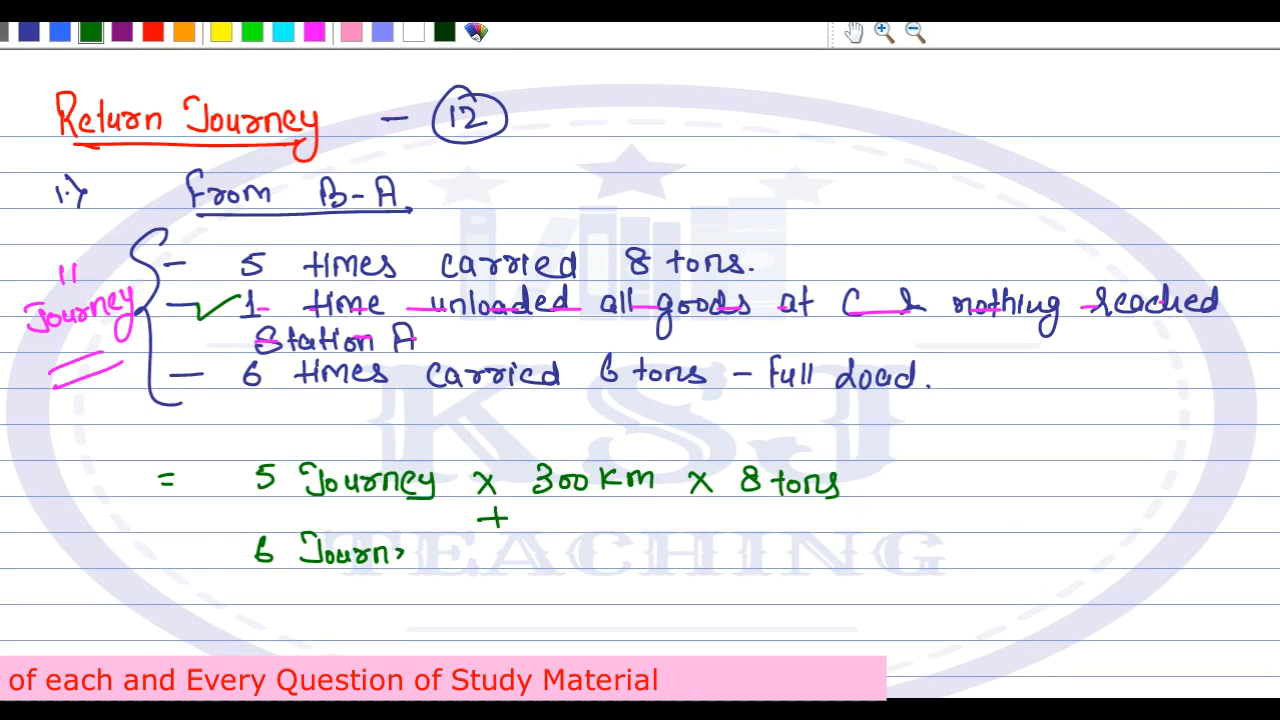 Return Journey - 12
1.) From B-A
- 5 times carried 8 tons.
- 1 time unloaded all goods at C & nothing reached
Station A
- 6 times carried 6 tons - Full Load.
11
Journey
= 5 Journey x 300 Km x 8 tons
+
6 Journ
KSJ
TEACHING
of each and Every Question of Study Material